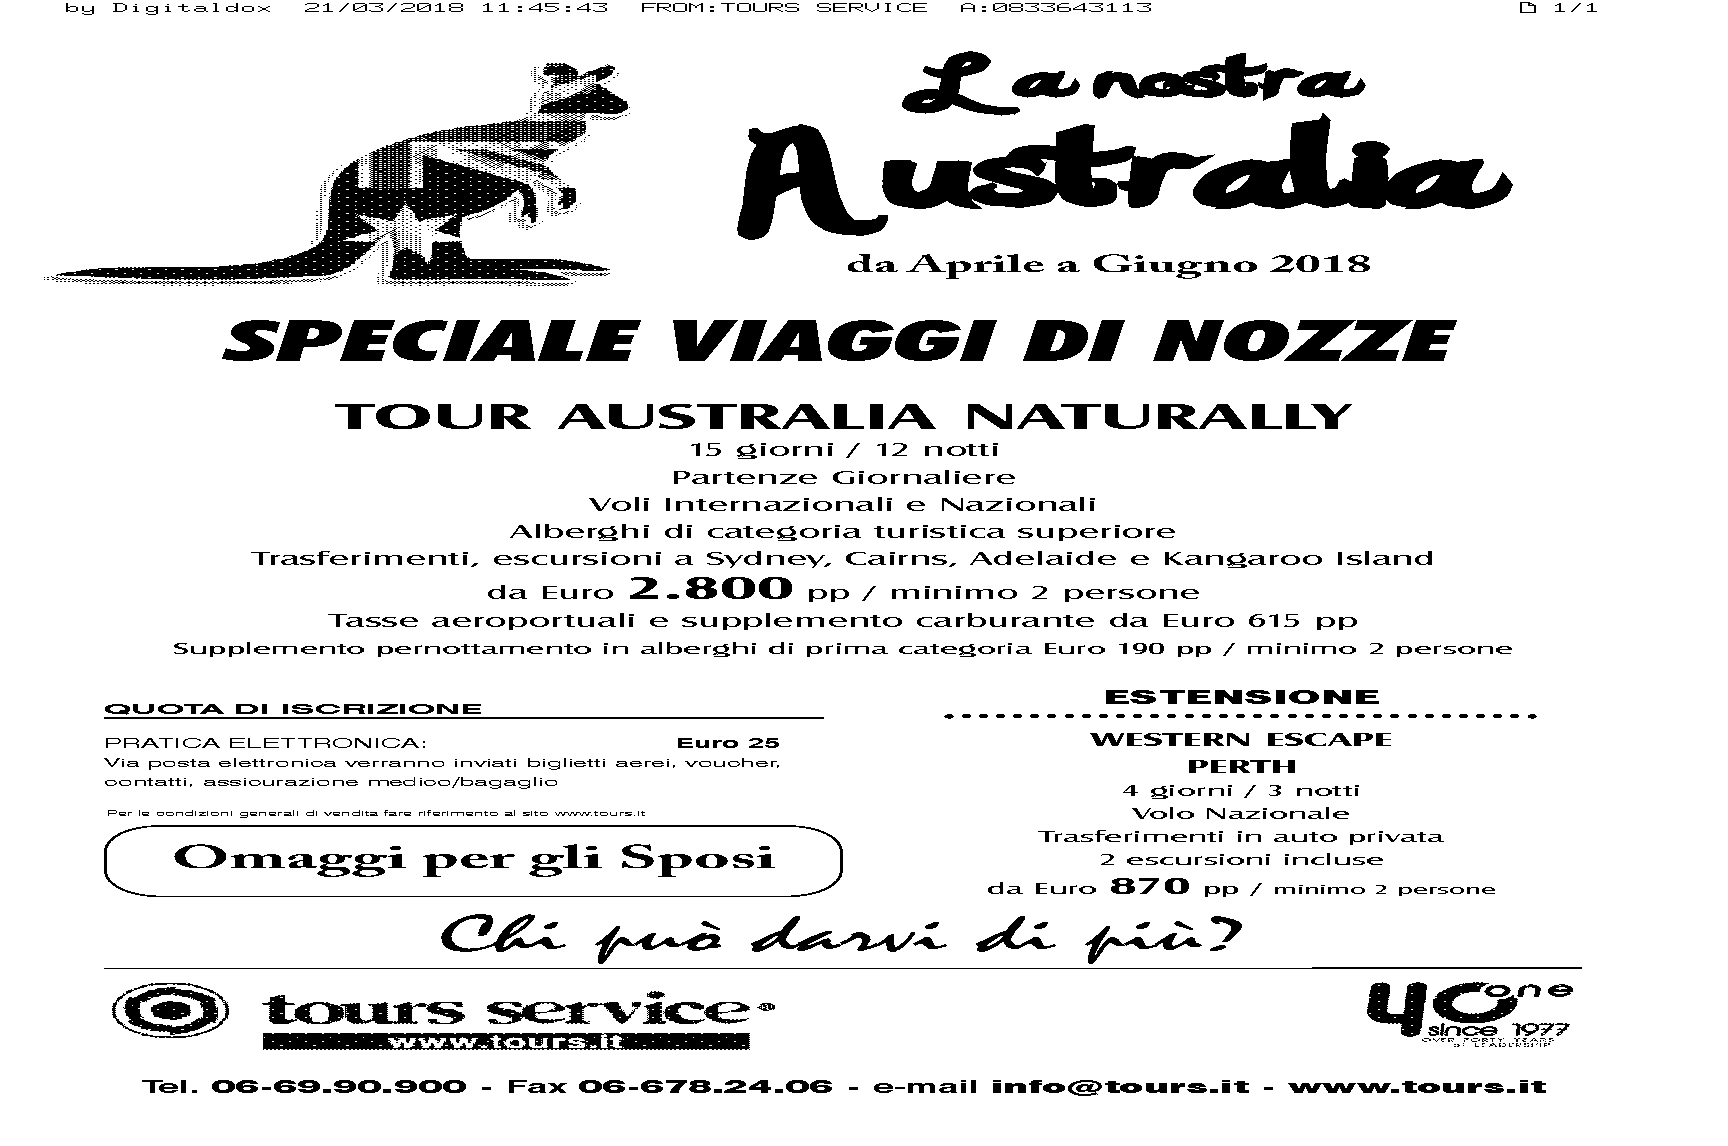 by Digitaldox 21/03/2018 11:45:43 FROM:TOURS SERVICE A:0833643113 1/1
La nostra
Australia
da Aprile a Giugno 2018
SPECIALE VIAGGI DI NOZZE
TOUR AUSTRALIA NATURALLY
15 giorni / 12 notti
Partenze Giornaliere
Voli Internazionali e Nazionali
Alberghi di categoria turistica superiore
Trasferimenti, escursioni a Sydney, Cairns, Adelaide e Kangaroo Island
da Euro 2.800 pp / minimo 2 persone
Tasse aeroportuali e supplemento carburante da Euro 615 pp
Supplemento pernottamento in alberghi di prima categoria Euro 190 pp / minimo 2 persone
QUOTA DI ISCRIZIONE
PRATICA ELETTRONICA: Euro 25
Via posta elettronica verranno inviati biglietti aerei, voucher,
contatti, assicurazione medico/bagaglio
Per le condizioni generali di vendita fare riferimento al sito www.tours.it
Omaggi per gli Sposi
ESTENSIONE
WESTERN ESCAPE
PERTH
4 giorni / 3 notti
Volo Nazionale
Trasferimenti in auto privata
2 escursioni incluse
da Euro 870 pp / minimo 2 persone
Chi può darvi di più?
tours service®
www.tours.it
40one
since 1977
OVER FORTY YEARS
of LEADERSHIP
Tel. 06-69.90.900 - Fax 06-678.24.06 - e-mail info@tours.it - www.tours.it